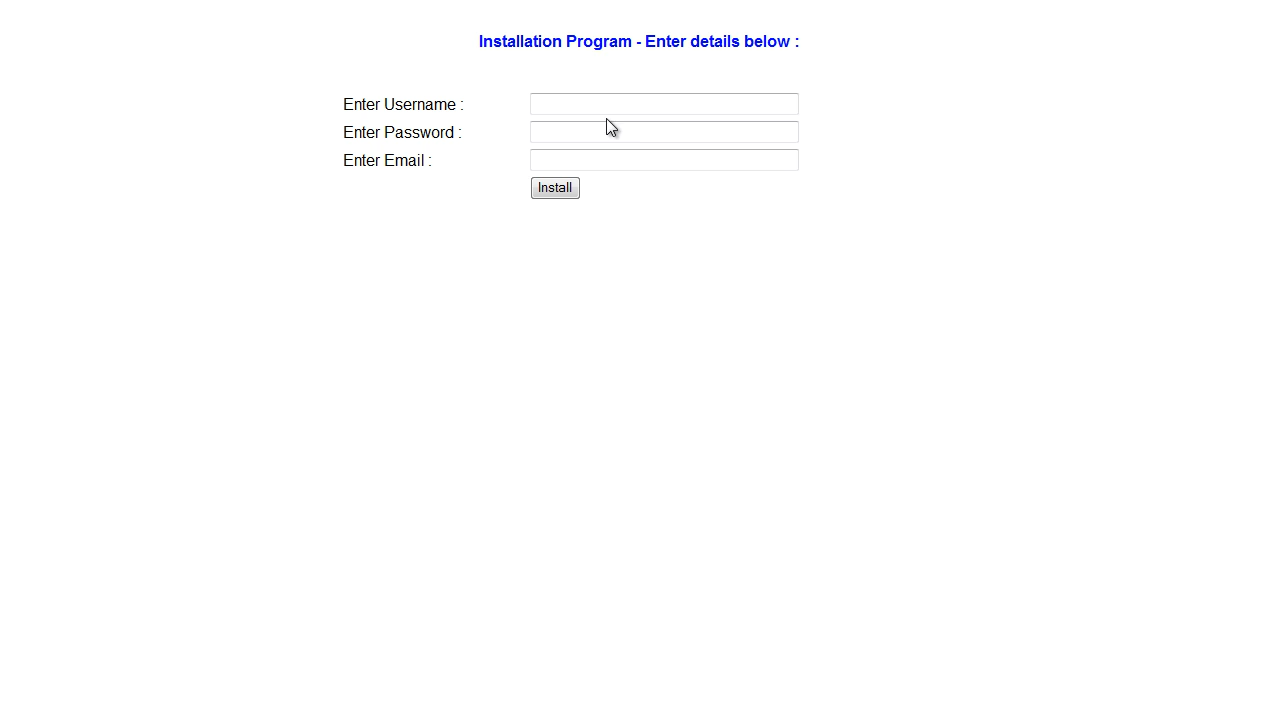 Installation Program - Enter details below :
Enter Username :
Enter Password :
Enter Email :
Install